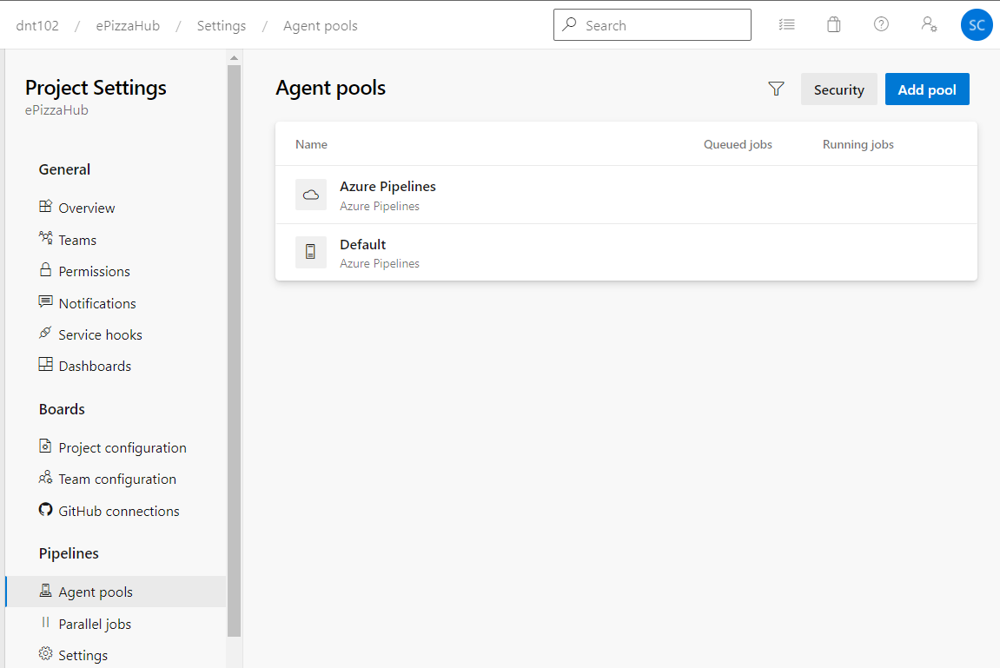 dnt102 / ePizzaHub / Settings / Agent pools
Search
SC
Project Settings
ePizzaHub
General
Overview
Teams
Permissions
Notifications
Service hooks
Dashboards
Boards
Project configuration
Team configuration
GitHub connections
Pipelines
Agent pools
Parallel jobs
Settings
Agent pools
Security
Add pool
Name Queued jobs Running jobs
Azure Pipelines
Azure Pipelines
Default
Azure Pipelines